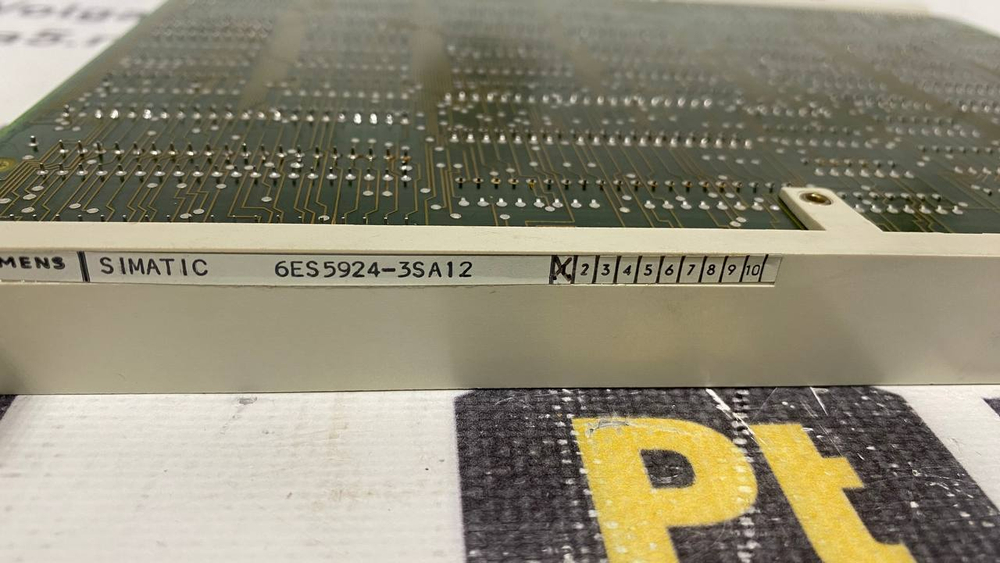 MENS SIMATIC 6ES5924-3SA12 X 2 3 4 5 6 7 8 9 10
Pt